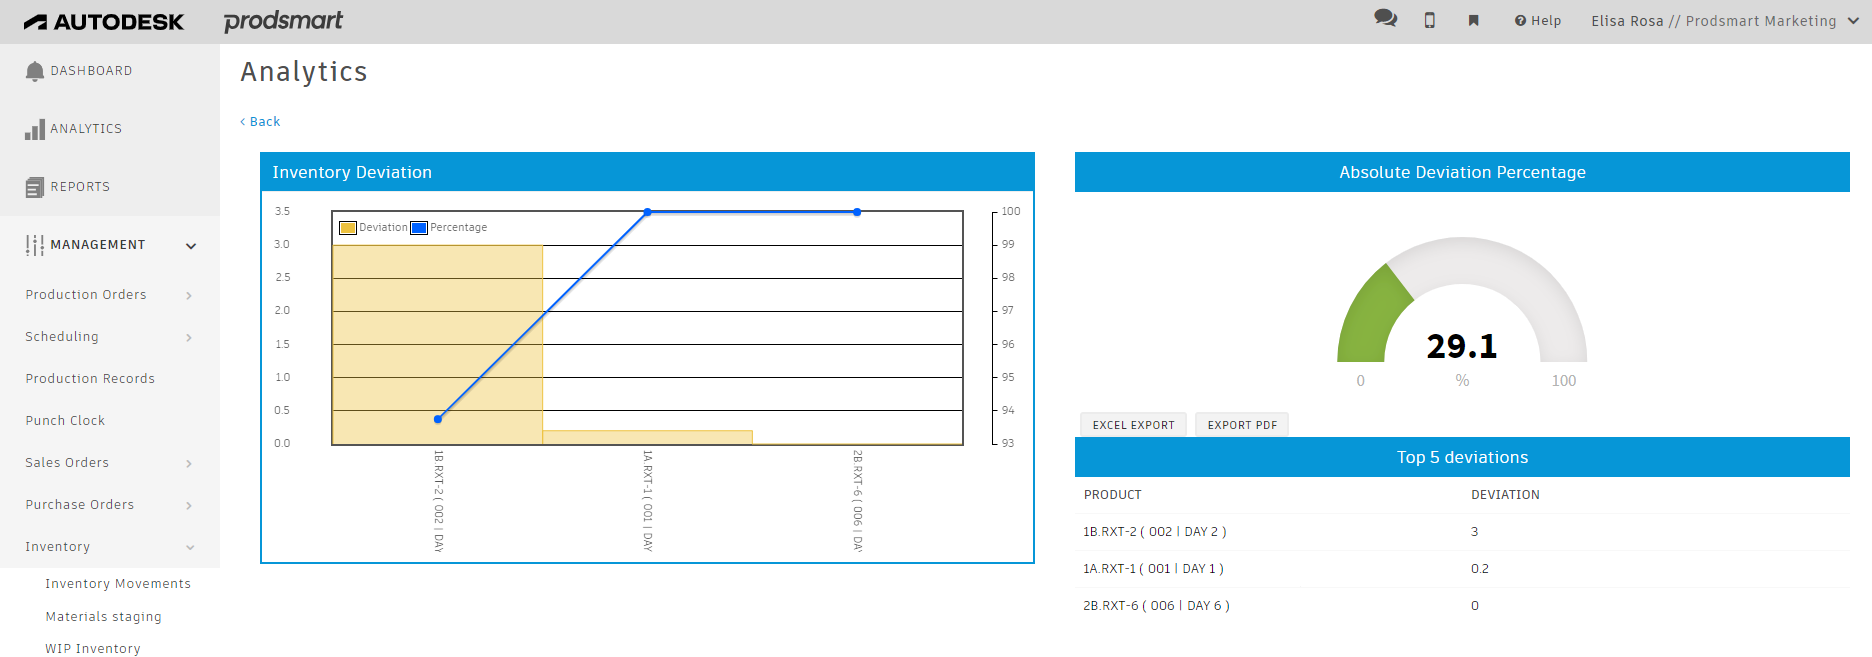 AUTODESK prodsmart
Help Elisa Rosa // Prodsmart Marketing
DASHBOARD
ANALYTICS
REPORTS
MANAGEMENT
Production Orders
Scheduling
Production Records
Punch Clock
Sales Orders
Purchase Orders
Inventory
Inventory Movements
Materials staging
WIP Inventory
Analytics
‹ Back
Inventory Deviation
Deviation Percentage
3.5
3.0
2.5
2.0
1.5
1.0
0.5
0.0
100
99
98
97
96
95
94
93
1B.RXT-2 ( 002 | DAY
1A.RXT-1 ( 001 | DAY
2B.RXT-6 ( 006 | DAY
Absolute Deviation Percentage
29.1
0 % 100
EXCEL EXPORT EXPORT PDF
Top 5 deviations
PRODUCT DEVIATION
1B.RXT-2 ( 002 | DAY 2 ) 3
1A.RXT-1 ( 001 | DAY 1 ) 0.2
2B.RXT-6 ( 006 | DAY 6 ) 0